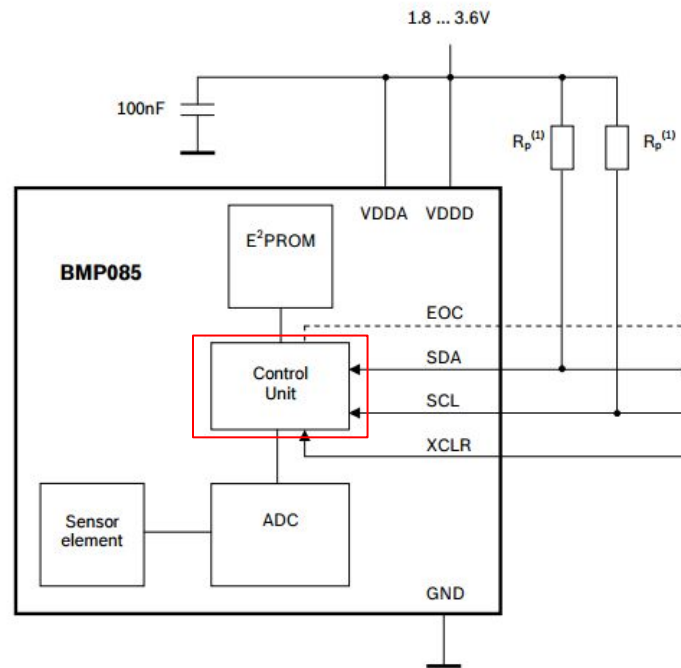 1.8 ... 3.6V
100nF
Rp(1)
Rp(1)
VDDA
VDDD
E²PROM
BMP085
EOC
Control
Unit
SDA
SCL
XCLR
Sensor
element
ADC
GND